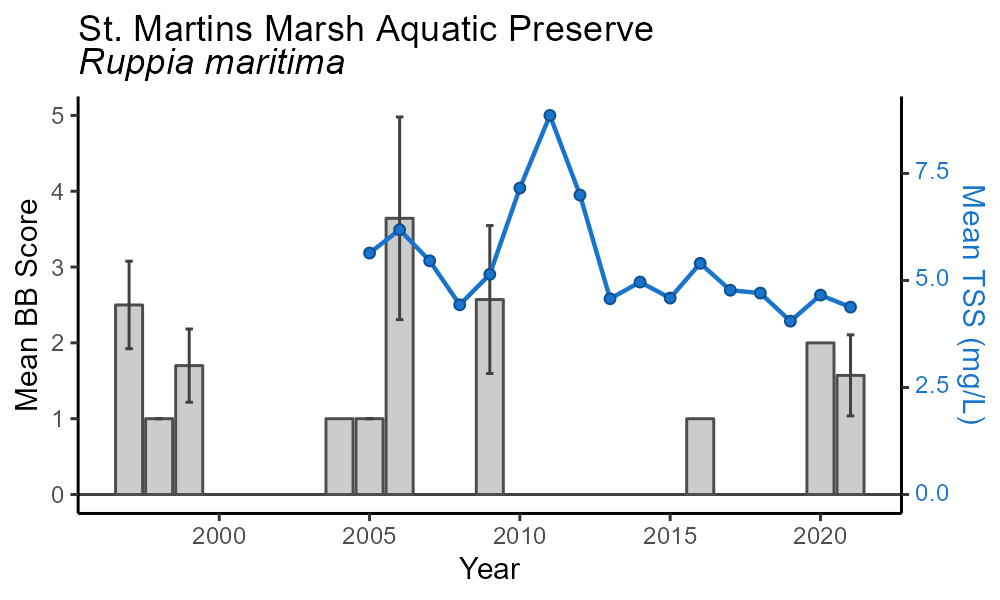 St. Martins Marsh Aquatic Preserve
Ruppia maritima
Mean BB Score
5
4
3
2
1
0
7.5
5.0
2.5
0.0
Mean TSS (mg/L)
2000 2005 2010 2015 2020
Year